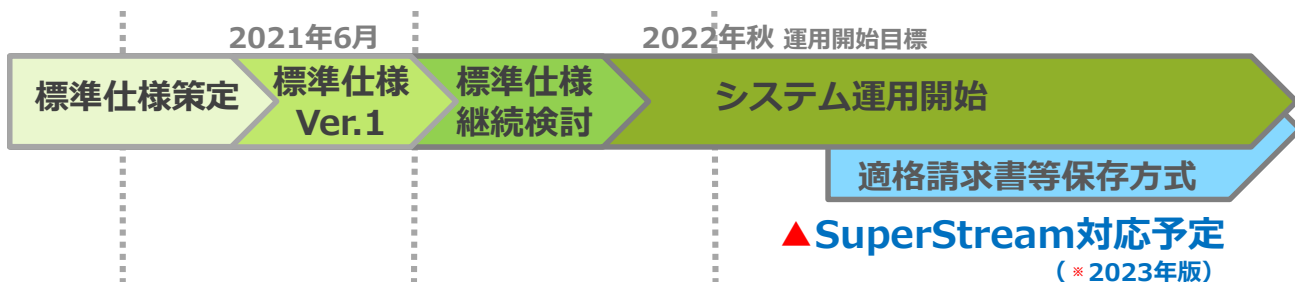 2021年6月
2022年秋 運用開始目標
標準仕様策定
標準仕様
Ver.1
標準仕様
継続検討
システム運用開始
適格請求書等保存方式
▲SuperStream対応予定
(※2023年版)